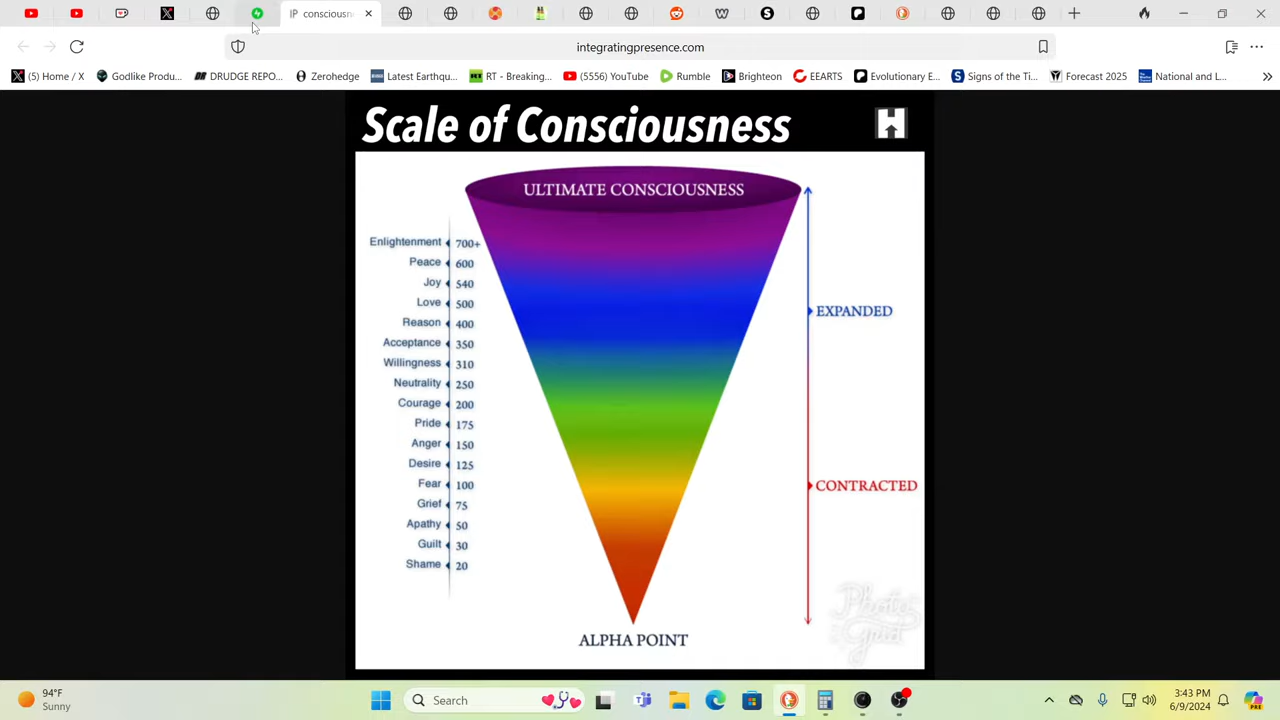 consciousn
integratingpresence.com
(5) Home / X
Godlike Produ...
DRUDGE REPO...
Zerohedge
Latest Earthqu...
RT - Breaking...
(5556) YouTube
Rumble
Brighteon
EEARTS
Evolutionary E...
Signs of the Ti...
Forecast 2025
National and L...
Scale of Consciousness
ULTIMATE CONSCIOUSNESS
Enlightenment 700+
Peace 600
Joy 540
Love 500
Reason 400
Acceptance 350
Willingness 310
Neutrality 250
Courage 200
Pride 175
Anger 150
Desire 125
Fear 100
Grief 75
Apathy 50
Guilt 30
Shame 20
EXPANDED
CONTRACTED
ALPHA POINT
Photo
Grid
94°F
Sunny
Search
3:43 PM
6/9/2024